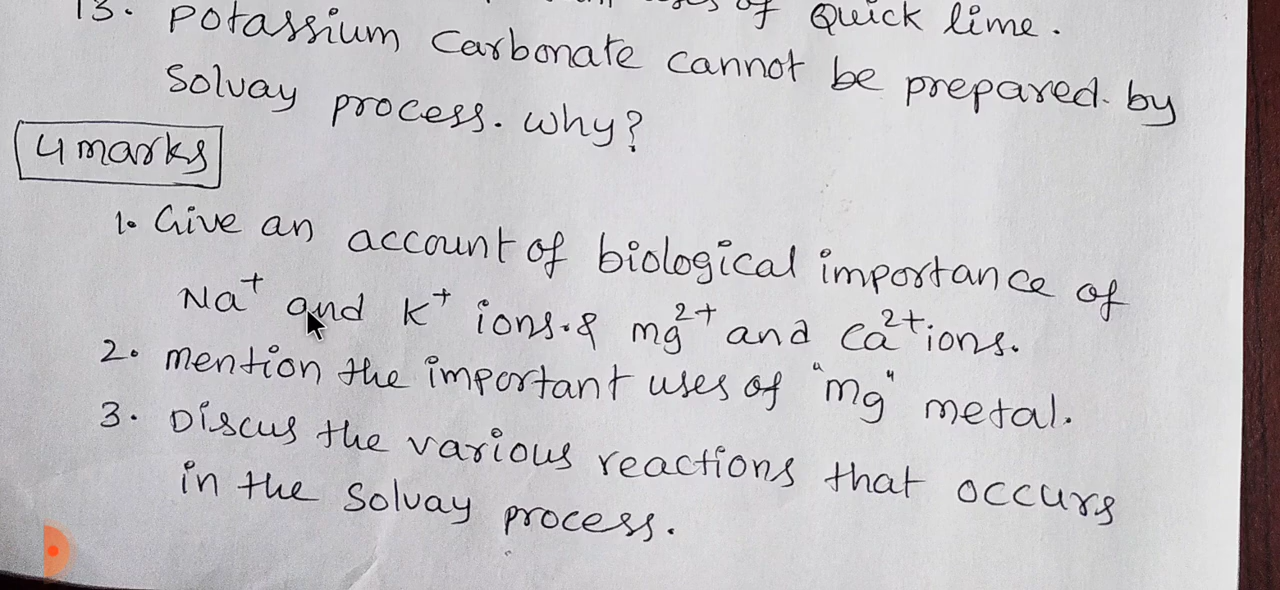 13. of Quick lime.
Potassium Carbonate cannot be prepared. by
Solvay process. Why?
4 marks
1. Give an account of biological importance of
Na⁺ and K⁺ ions. & mg²⁺ and Ca²⁺ ions.
2. mention the important uses of "mg" metal.
3. Discus the various reactions that occurs
in the Solvay process.